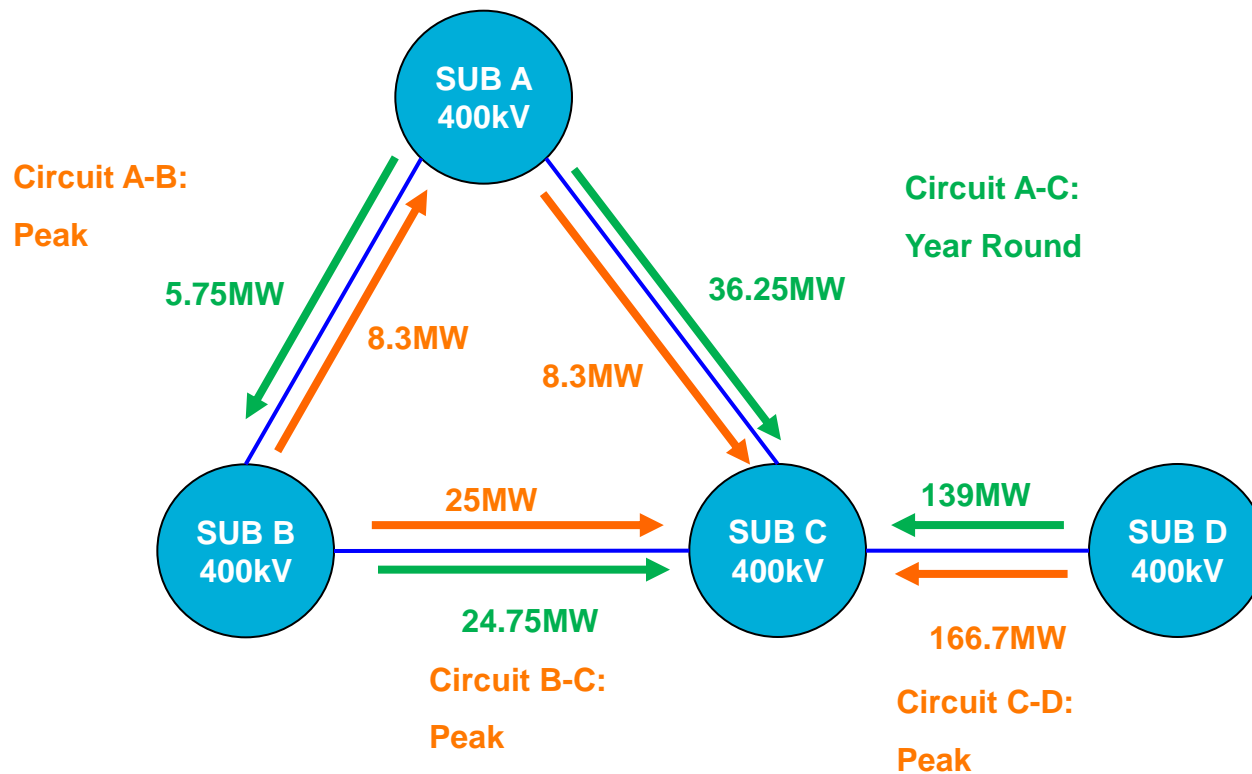 SUB A
400kV
Circuit A-B:
Peak
Circuit A-C:
Year Round
5.75MW
36.25MW
8.3MW
8.3MW
25MW
139MW
SUB B
400kV
SUB C
400kV
SUB D
400kV
24.75MW
166.7MW
Circuit B-C:
Peak
Circuit C-D:
Peak